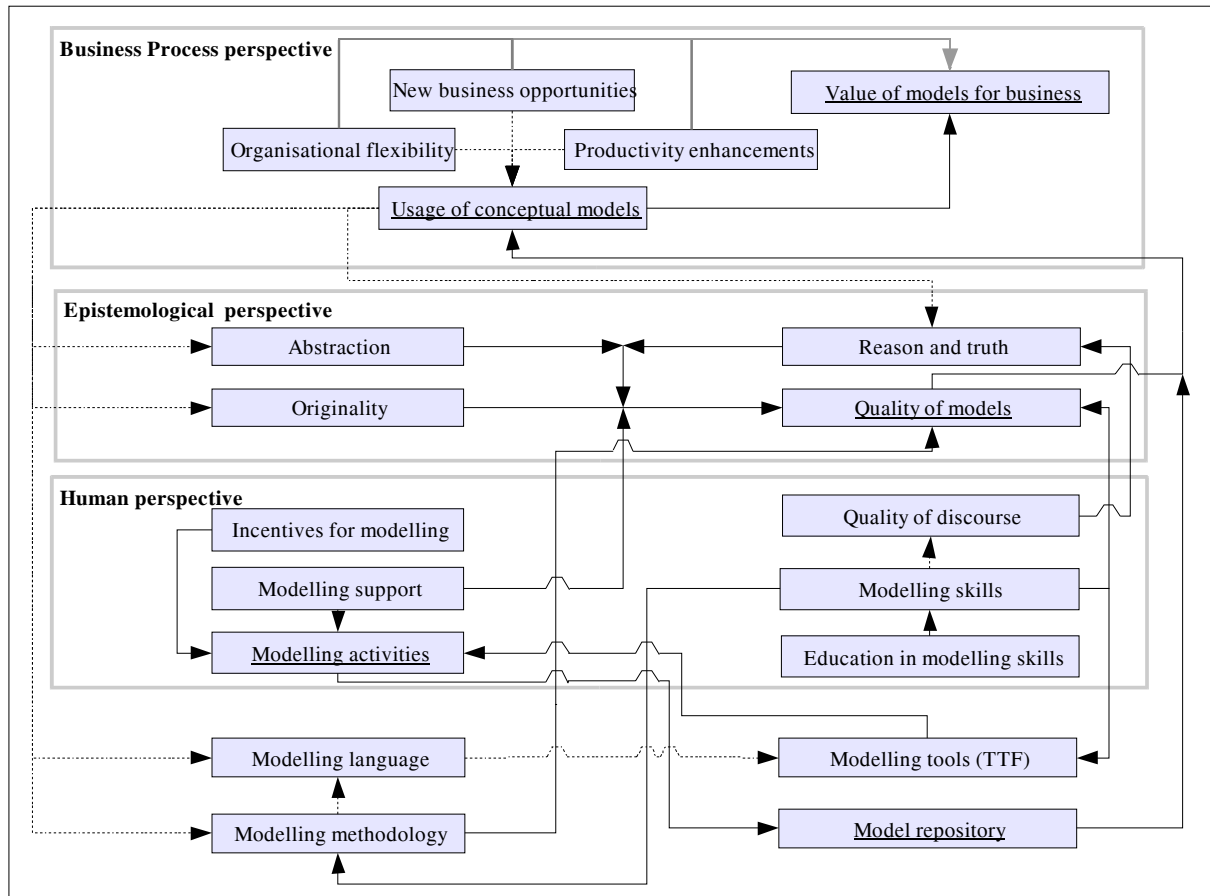 Business Process perspective
New business opportunities
Value of models for business
Organisational flexibility
Productivity enhancements
Usage of conceptual models
Epistemological perspective
Abstraction
Reason and truth
Originality
Quality of models
Human perspective
Incentives for modelling
Quality of discourse
Modelling support
Modelling skills
Modelling activities
Education in modelling skills
Modelling language
Modelling tools (TTF)
Modelling methodology
Model repository